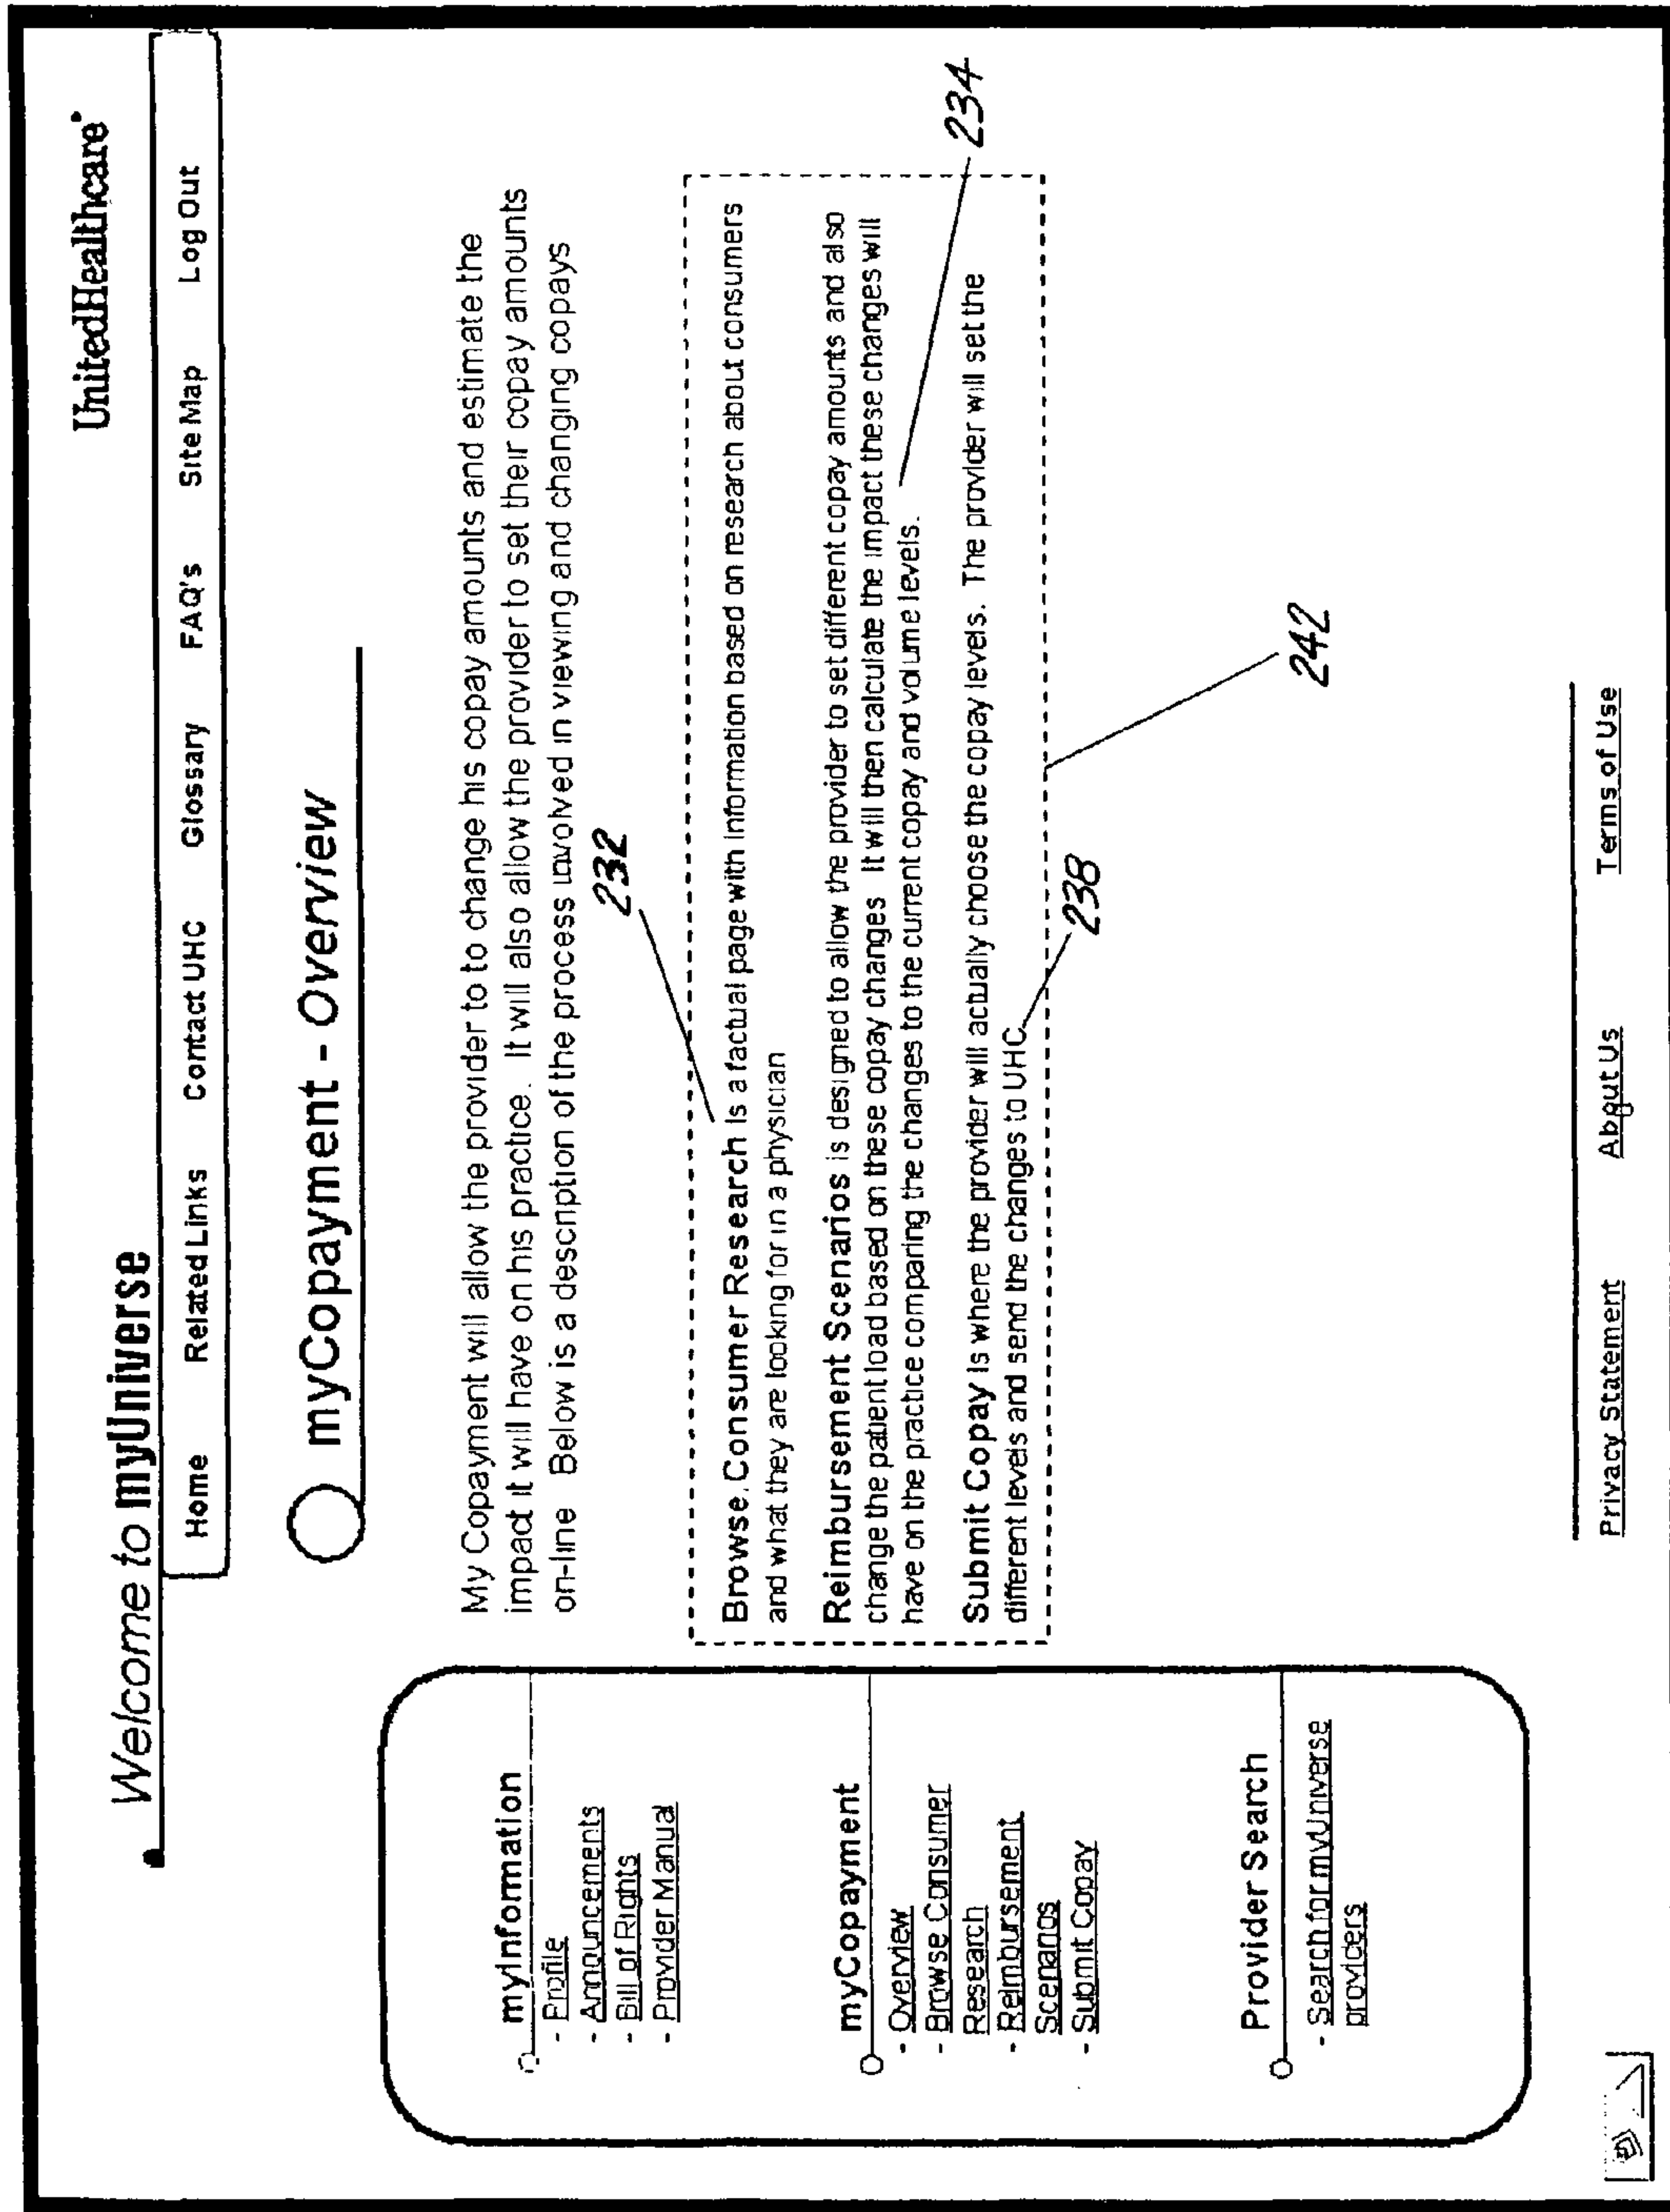 Welcome to myUniverse
UnitedHealthcare
Home Related Links Contact UHC Glossary FAQ's Site Map Log Out
myInfomation
- Profile
- Announcements
- Bill of Rights
- Provider Manual
myCopayment
- Overview
- Browse Consumer
Research
- Reimbursement
Scenarios
- Submit Copay
Provider Search
- Search for myUniverse
providers
myCopayment - Overview
My Copayment will allow the provider to to change his copay amounts and estimate the
impact it will have on his practice. It will also allow the provider to set their copay amounts
on-line Below is a description of the process involved in viewing and changing copays
232
Browse Consumer Research is a factual page with information based on research about consumers
and what they are looking for in a physician
Reimbursement Scenarios is designed to allow the provider to set different copay amounts and also
change the patient load based on these copay changes It will then calculate the impact these changes will
have on the practice comparing the changes to the current copay and volume levels.
234
Submit Copay is where the provider will actually choose the copay levels. The provider will set the
different levels and send the changes to UHC.
238
242
Privacy Statement About Us Terms of Use